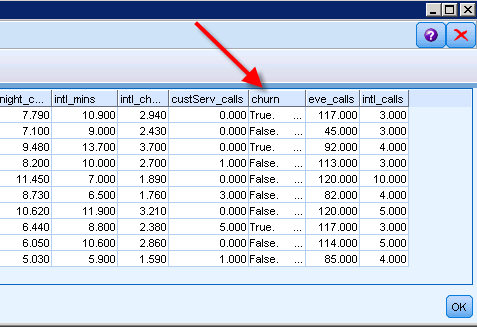 night_c... intl_mins intl_ch... custServ_calls churn eve_calls intl_calls
7.790 10.900 2.940 0.000 True. ... 117.000 3.000
7.100 9.000 2.430 0.000 False. ... 45.000 3.000
9.480 13.700 3.700 0.000 True. ... 92.000 4.000
8.200 10.000 2.700 1.000 False. ... 113.000 3.000
11.450 7.000 1.890 0.000 False. ... 120.000 10.000
8.730 6.500 1.760 3.000 False. ... 82.000 4.000
10.620 11.900 3.210 0.000 False. ... 120.000 5.000
6.440 8.800 2.380 5.000 True. ... 117.000 3.000
6.050 10.600 2.860 0.000 False. ... 114.000 5.000
5.030 5.900 1.590 1.000 False. ... 85.000 4.000
OK